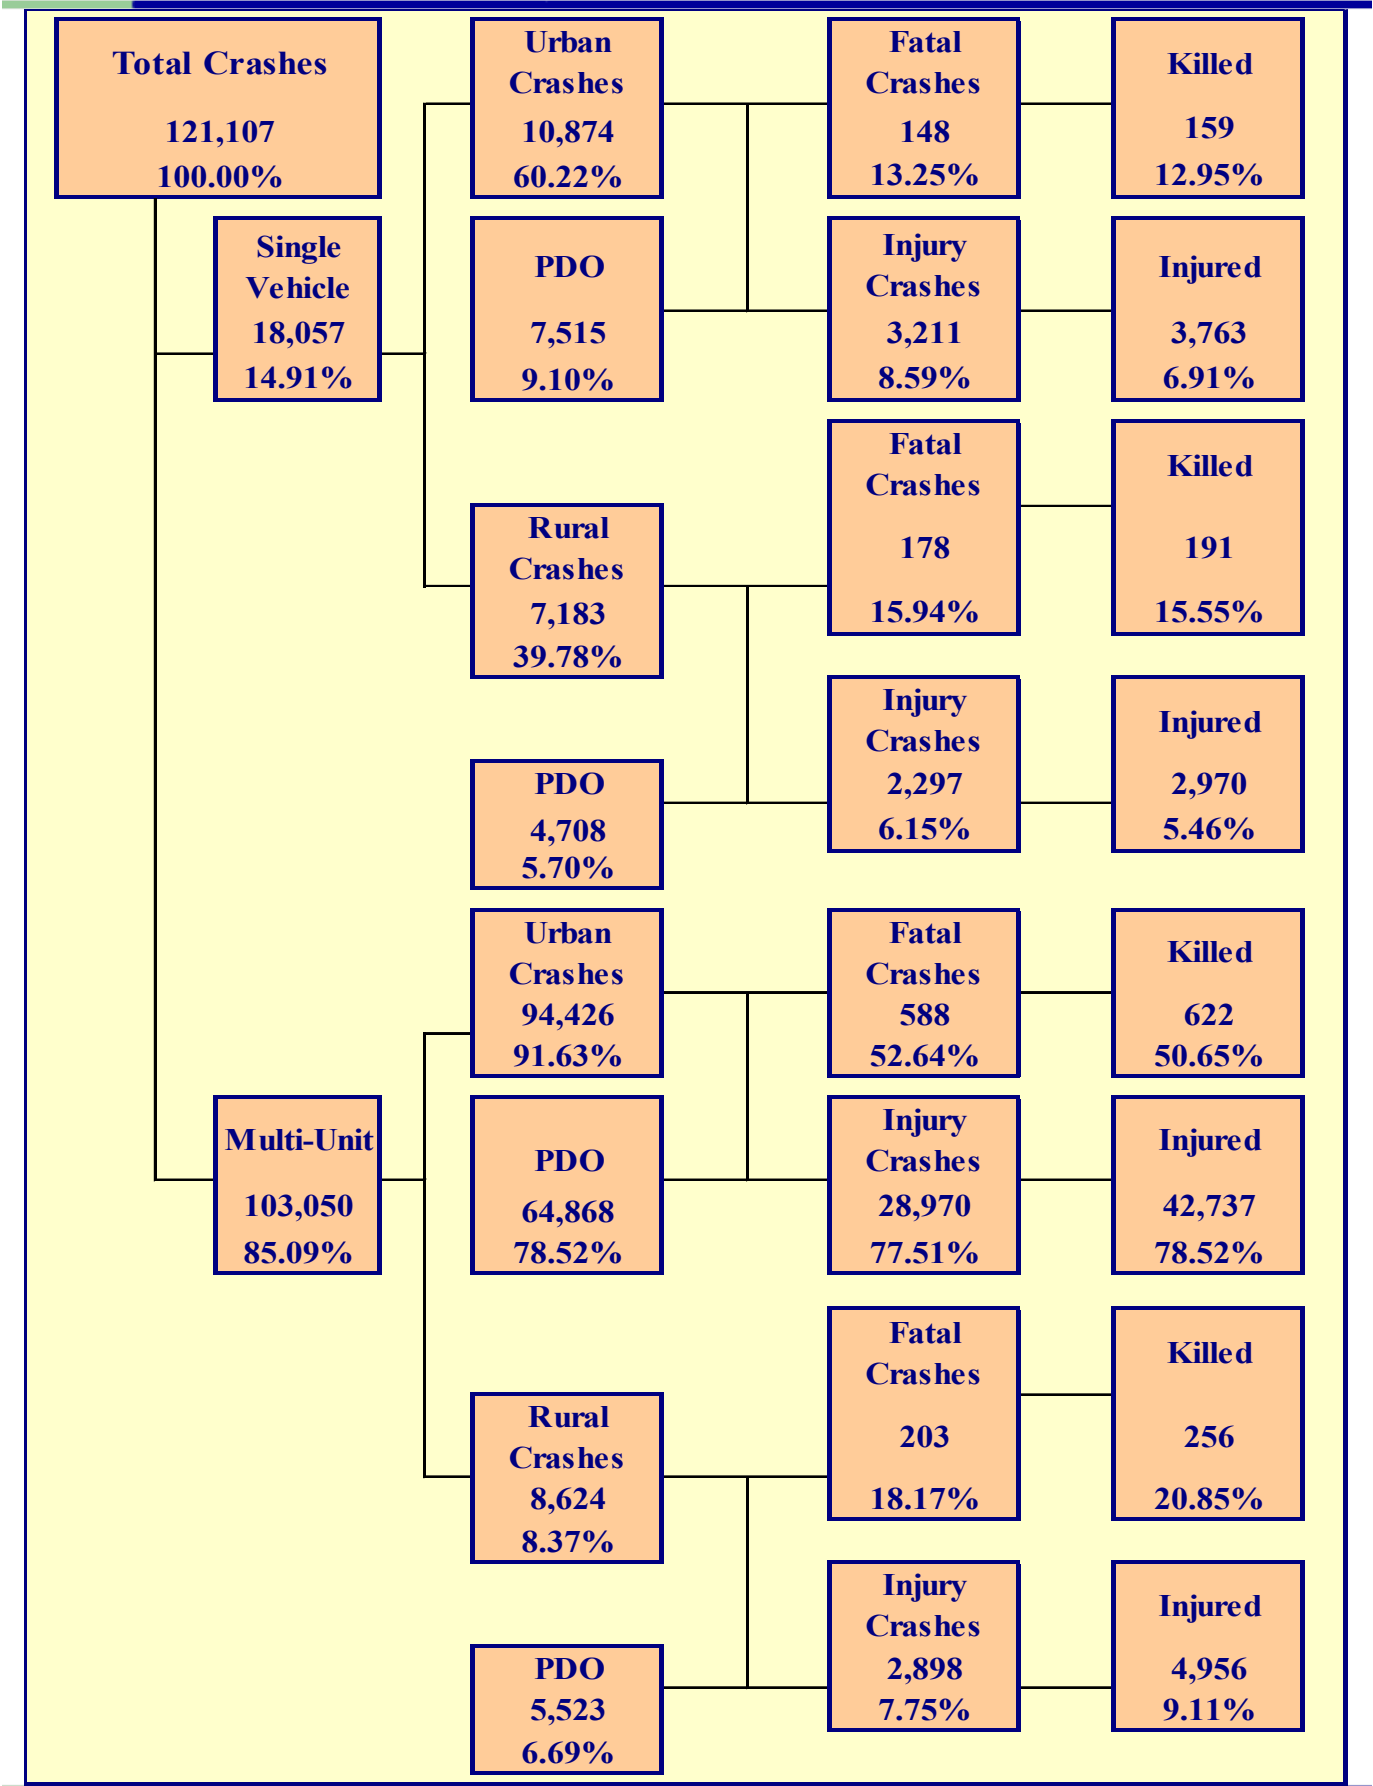 Total Crashes
121,107
100.00%
Urban
Crashes
10,874
60.22%
Fatal
Crashes
148
13.25%
Killed
159
12.95%
Single
Vehicle
18,057
14.91%
PDO
7,515
9.10%
Injury
Crashes
3,211
8.59%
Injured
3,763
6.91%
Rural
Crashes
7,183
39.78%
Fatal
Crashes
178
15.94%
Killed
191
15.55%
PDO
4,708
5.70%
Injury
Crashes
2,297
6.15%
Injured
2,970
5.46%
Urban
Crashes
94,426
91.63%
Fatal
Crashes
588
52.64%
Killed
622
50.65%
Multi-Unit
103,050
85.09%
PDO
64,868
78.52%
Injury
Crashes
28,970
77.51%
Injured
42,737
78.52%
Rural
Crashes
8,624
8.37%
Fatal
Crashes
203
18.17%
Killed
256
20.85%
PDO
5,523
6.69%
Injury
Crashes
2,898
7.75%
Injured
4,956
9.11%